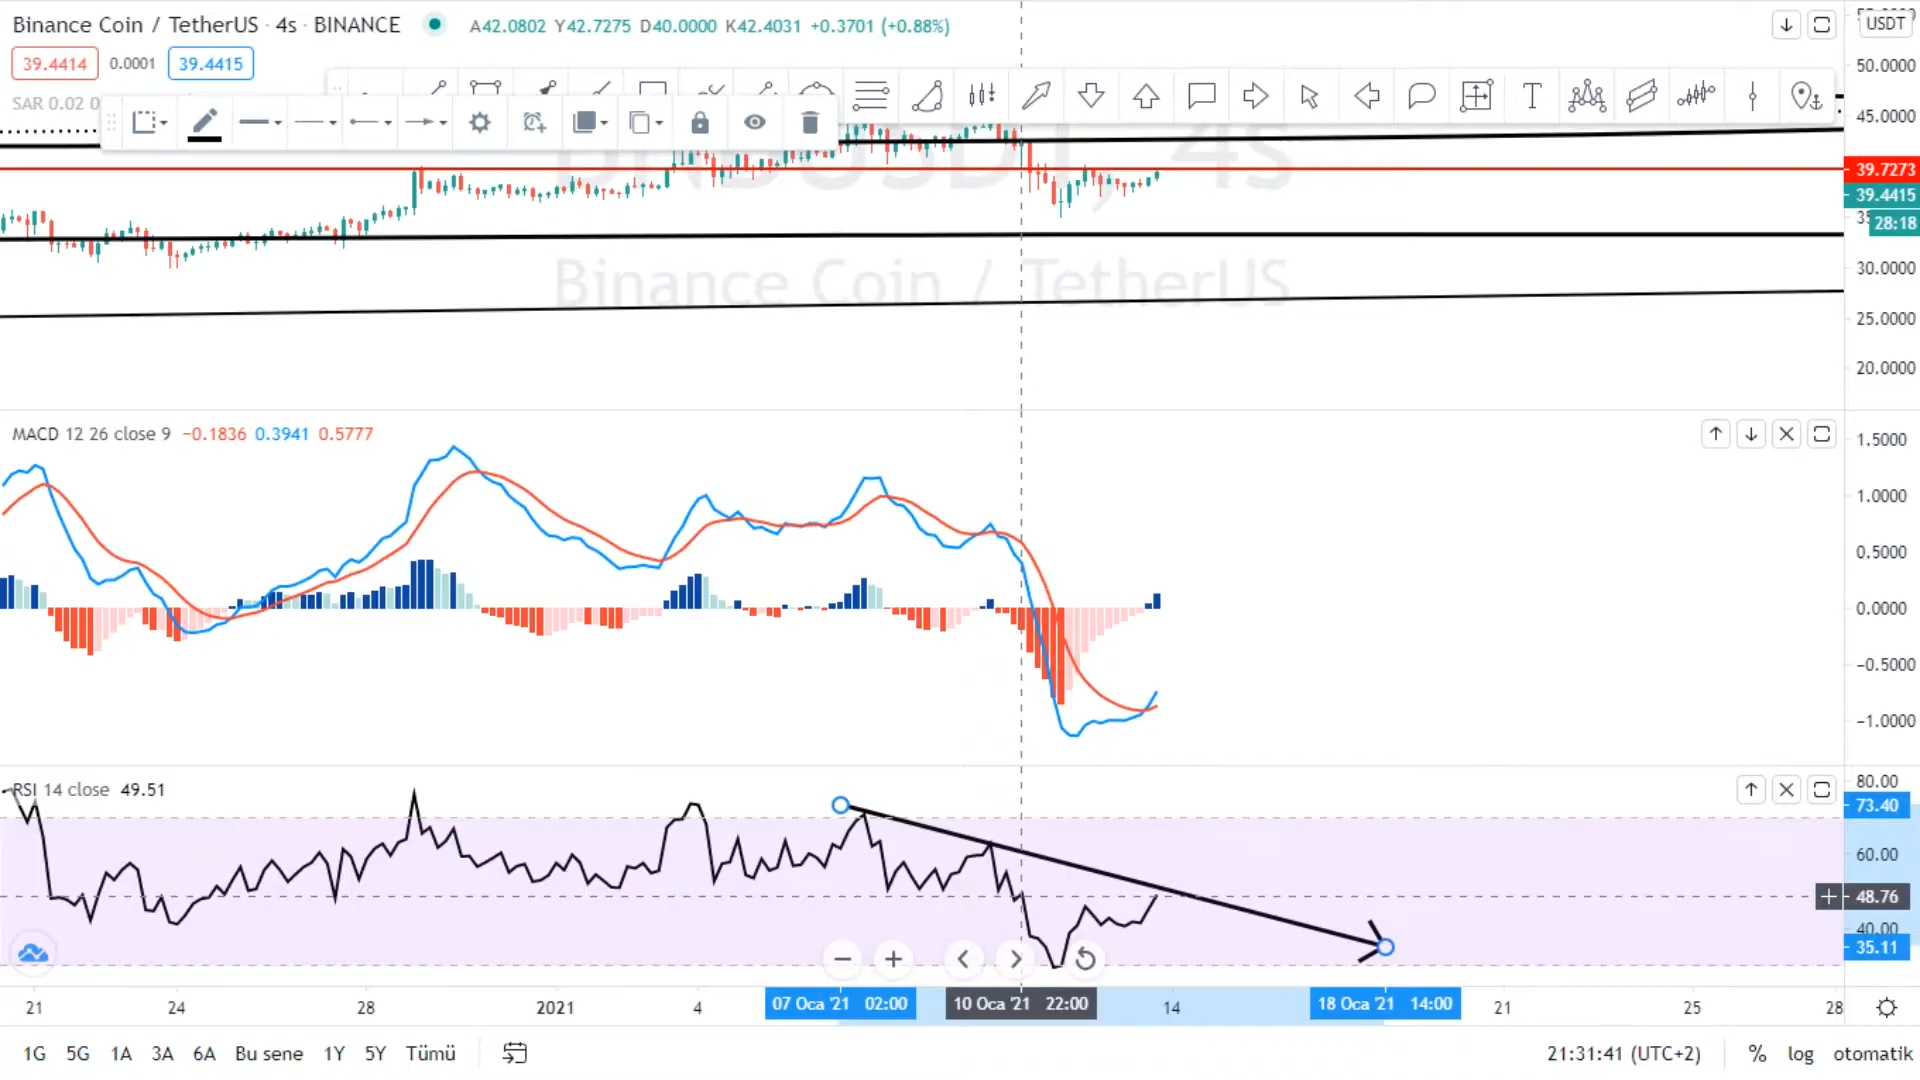 Binance Coin / TetherUS · 4s · BINANCE A42.0802 Y42.7275 D40.0000 K42.4031 +0.3701 (+0.88%)
USDT
39.4414 0.0001 39.4415
SAR 0.02 0
50.0000
45.0000
39.7273
39.4415
28:18
30.0000
25.0000
20.0000
Binance Coin / TetherUS
MACD 12 26 close 9 −0.1836 0.3941 0.5777
1.5000
1.0000
0.5000
0.0000
−0.5000
−1.0000
RSI 14 close 49.51
80.00
73.40
60.00
48.76
40.00
35.11
21 24 28 2021 4 07 Oca '21 02:00 10 Oca '21 22:00 14 18 Oca '21 14:00 21 25 28
1G 5G 1A 3A 6A Bu sene 1Y 5Y Tümü 21:31:41 (UTC+2) % log otomatik